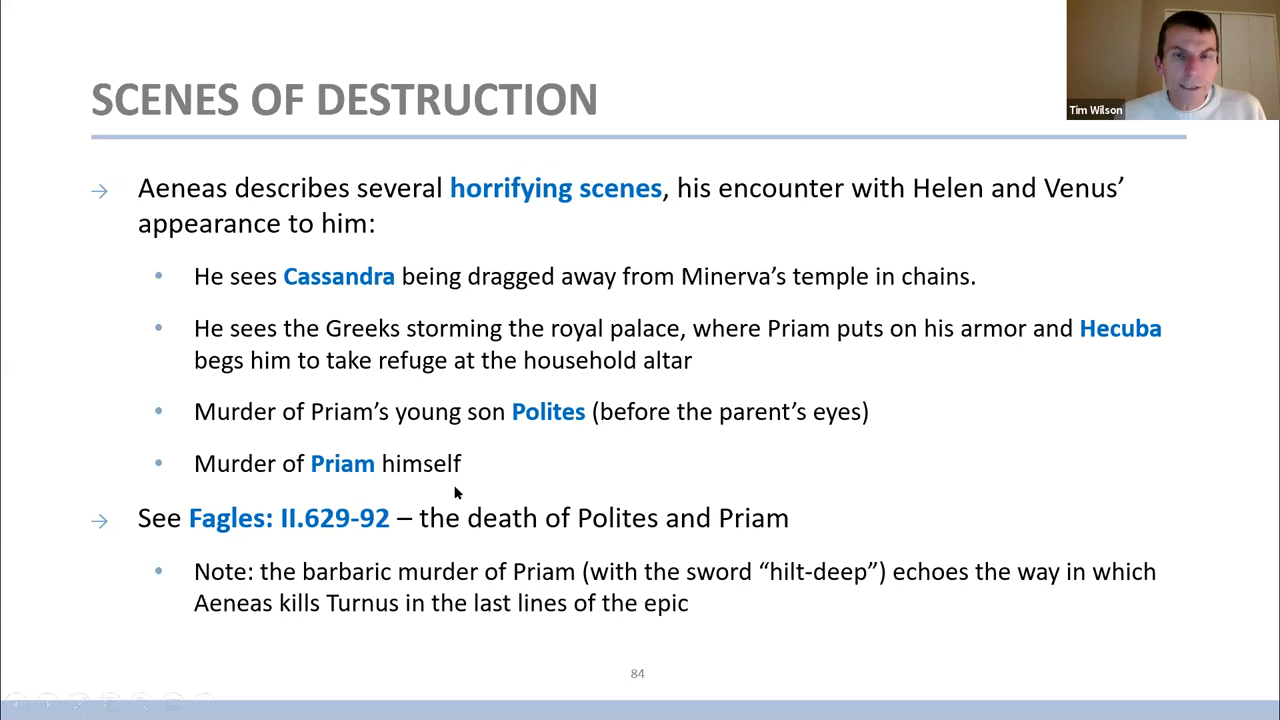 SCENES OF DESTRUCTION
Tim Wilson
→ Aeneas describes several horrifying scenes, his encounter with Helen and Venus’
appearance to him:
• He sees Cassandra being dragged away from Minerva’s temple in chains.
• He sees the Greeks storming the royal palace, where Priam puts on his armor and Hecuba
begs him to take refuge at the household altar
• Murder of Priam’s young son Polites (before the parent’s eyes)
• Murder of Priam himself
→ See Fagles: II.629-92 – the death of Polites and Priam
• Note: the barbaric murder of Priam (with the sword “hilt-deep”) echoes the way in which
Aeneas kills Turnus in the last lines of the epic
84